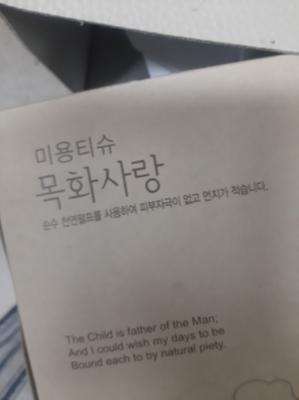 미용티슈
목화사랑
순수 천연펄프를 사용하여 피부자극이 없고 먼지가 적습니다.
The Child is father of the Man;
And I could wish my days to be
Bound each to by natural piety.